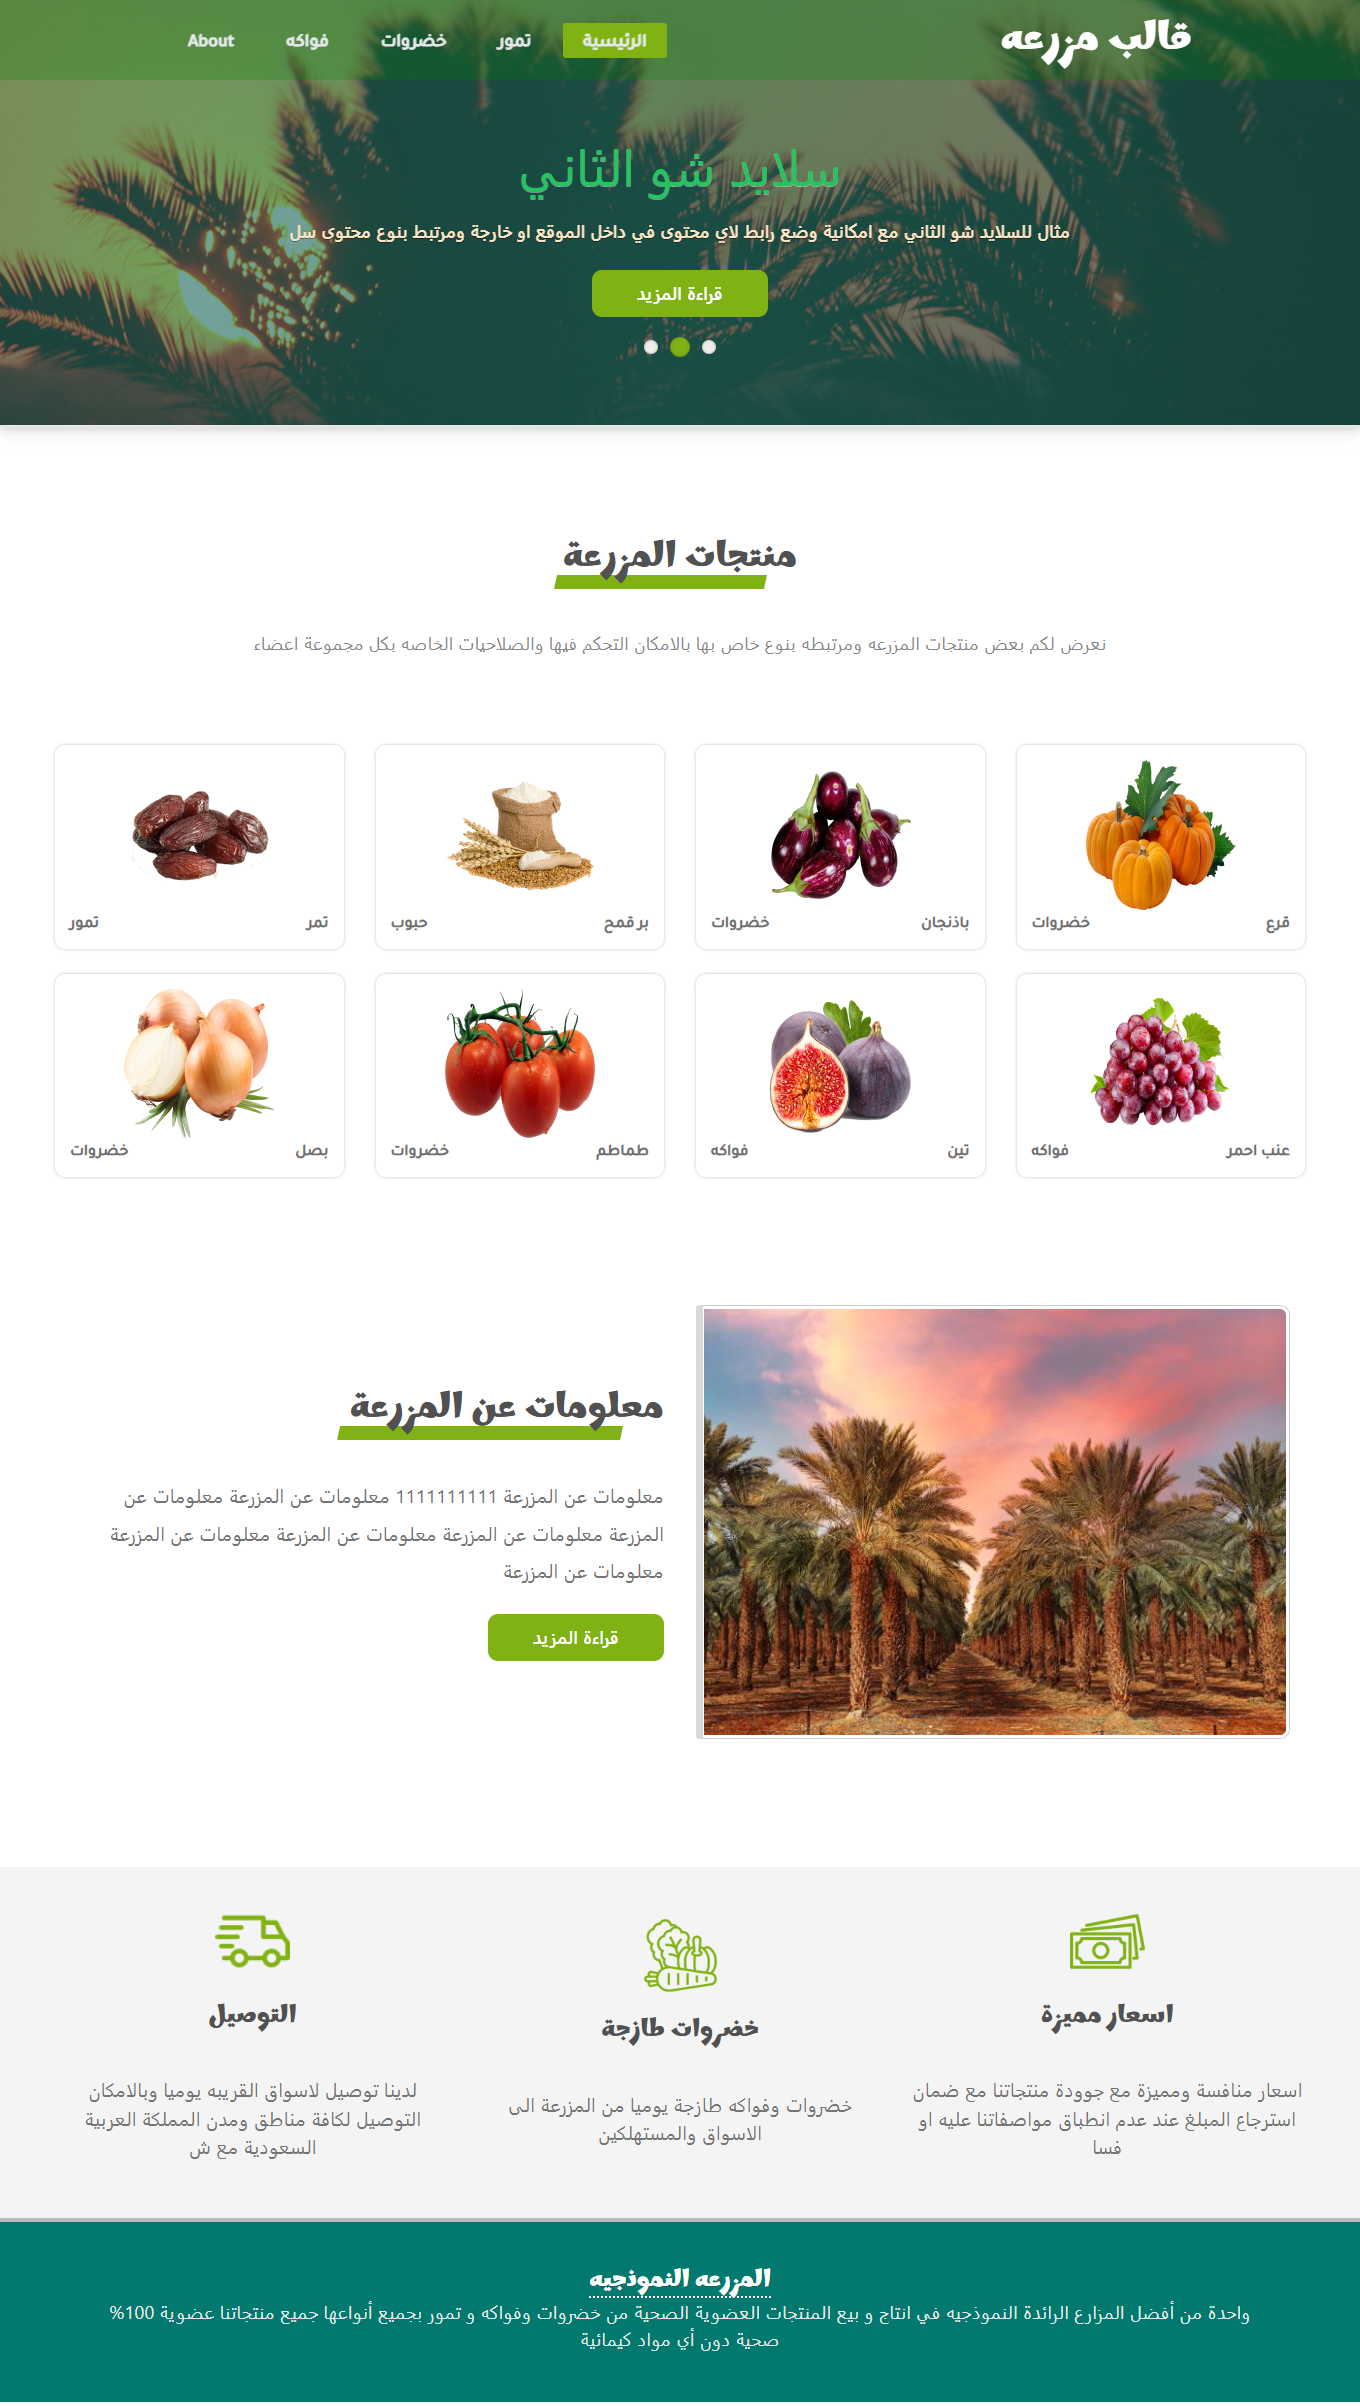 قالب مزرعه
الرئيسية تمور خضروات فواكه About
سلايد شو الثاني
مثال للسلايد شو الثاني مع امكانية وضع رابط لاي محتوى في داخل الموقع او خارجة ومرتبط بنوع محتوى سل
قراءة المزيد
منتجات المزرعة
نعرض لكم بعض منتجات المزرعه ومرتبطه بنوع خاص بها بالامكان التحكم فيها والصلاحيات الخاصه بكل مجموعة اعضاء
قرع خضروات
باذنجان خضروات
بر قمح حبوب
تمر تمور
عنب احمر فواكه
تين فواكه
طماطم خضروات
بصل خضروات
معلومات عن المزرعة
معلومات عن المزرعة 1111111111 معلومات عن المزرعة معلومات عن
المزرعة معلومات عن المزرعة معلومات عن المزرعة معلومات عن المزرعة
معلومات عن المزرعة
قراءة المزيد
اسعار مميزة
اسعار منافسة ومميزة مع جوودة منتجاتنا مع ضمان
استرجاع المبلغ عند عدم انطباق مواصفاتنا عليه او
فسا
خضروات طازجة
خضروات وفواكه طازجة يوميا من المزرعة الى
الاسواق والمستهلكين
التوصيل
لدينا توصيل لاسواق القريبه يوميا وبالامكان
التوصيل لكافة مناطق ومدن المملكة العربية
السعودية مع ش
المزرعه النموذجيه
واحدة من أفضل المزارع الرائدة النموذجيه في انتاج و بيع المنتجات العضوية الصحية من خضروات وفواكه و تمور بجميع أنواعها جميع منتجاتنا عضوية 100%
صحية دون أي مواد كيمائية